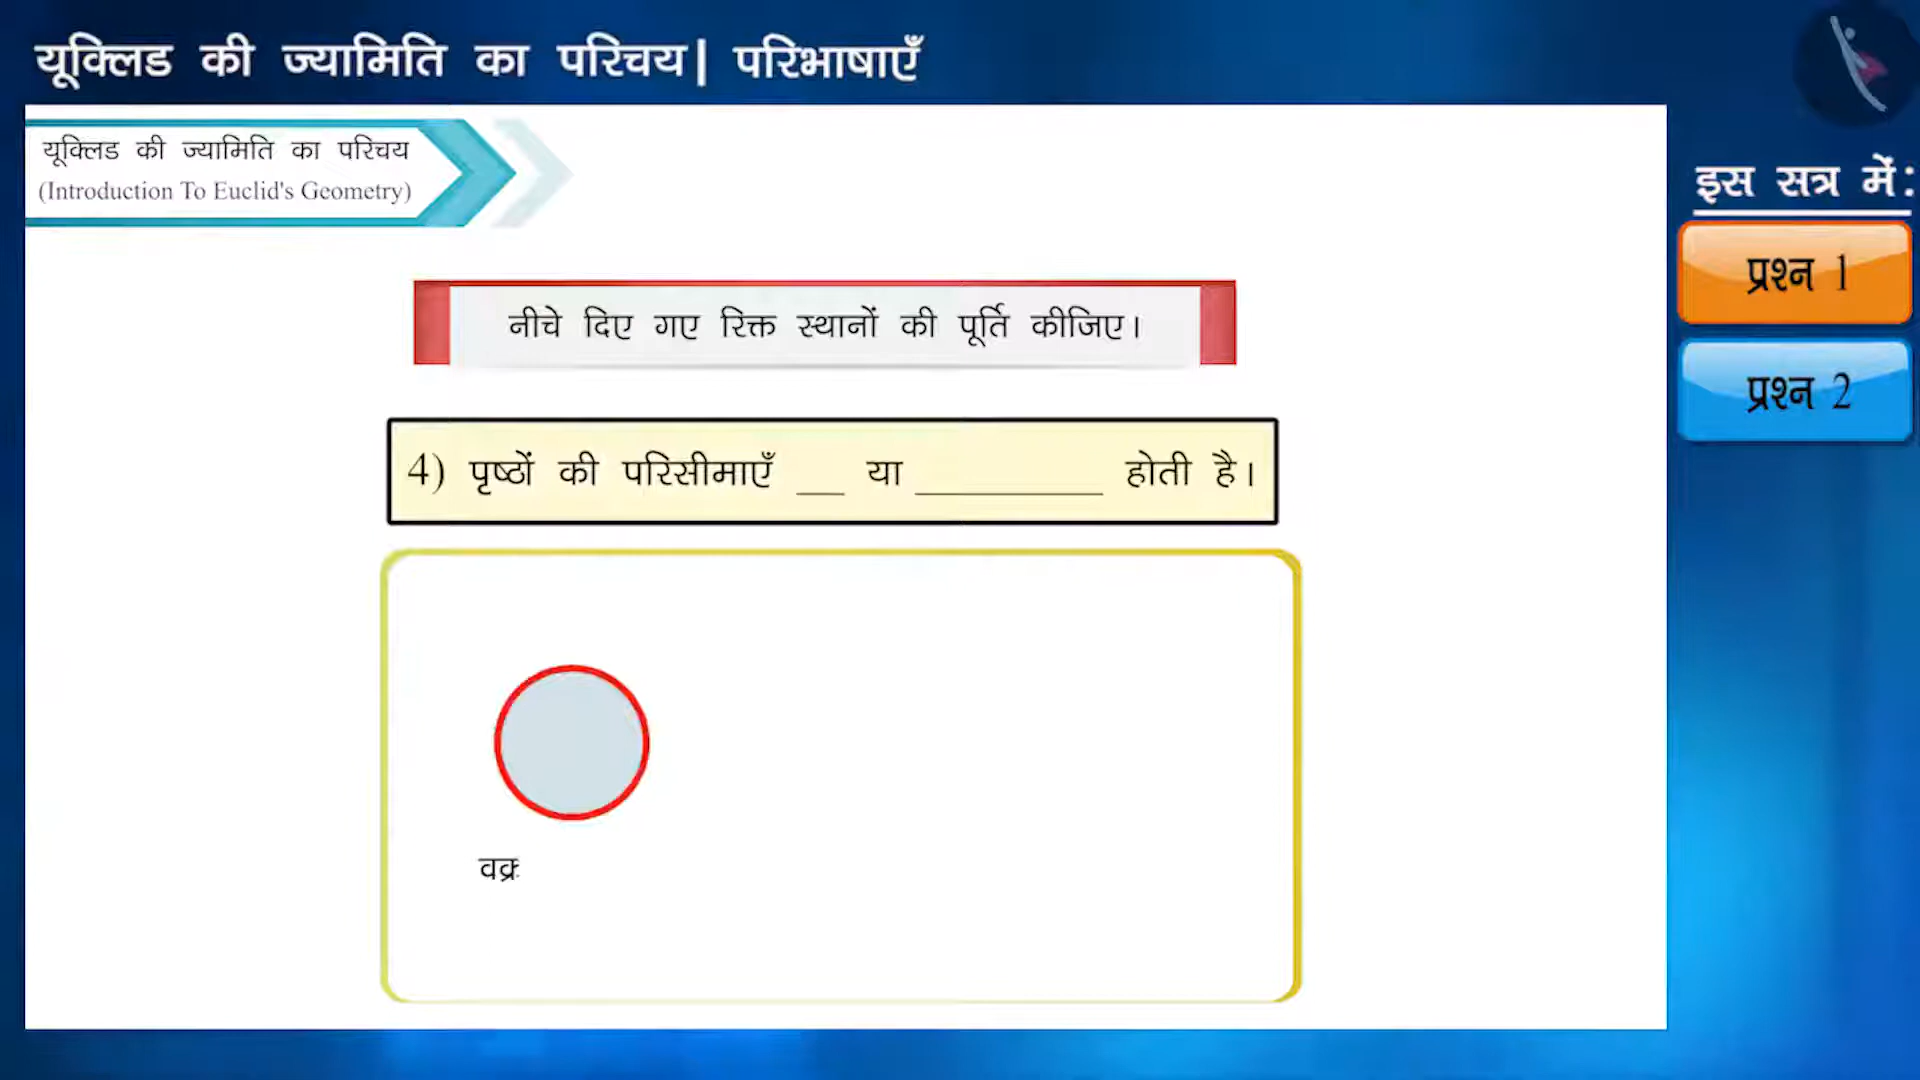 यूक्लिड की ज्यामिति का परिचय| परिभाषाएँ
यूक्लिड की ज्यामिति का परिचय
(Introduction To Euclid's Geometry)
इस सत्र में:
प्रश्न 1
प्रश्न 2
नीचे दिए गए रिक्त स्थानों की पूर्ति कीजिए।
4) पृष्ठों की परिसीमाएँ __ या ________ होती है।
वक्र